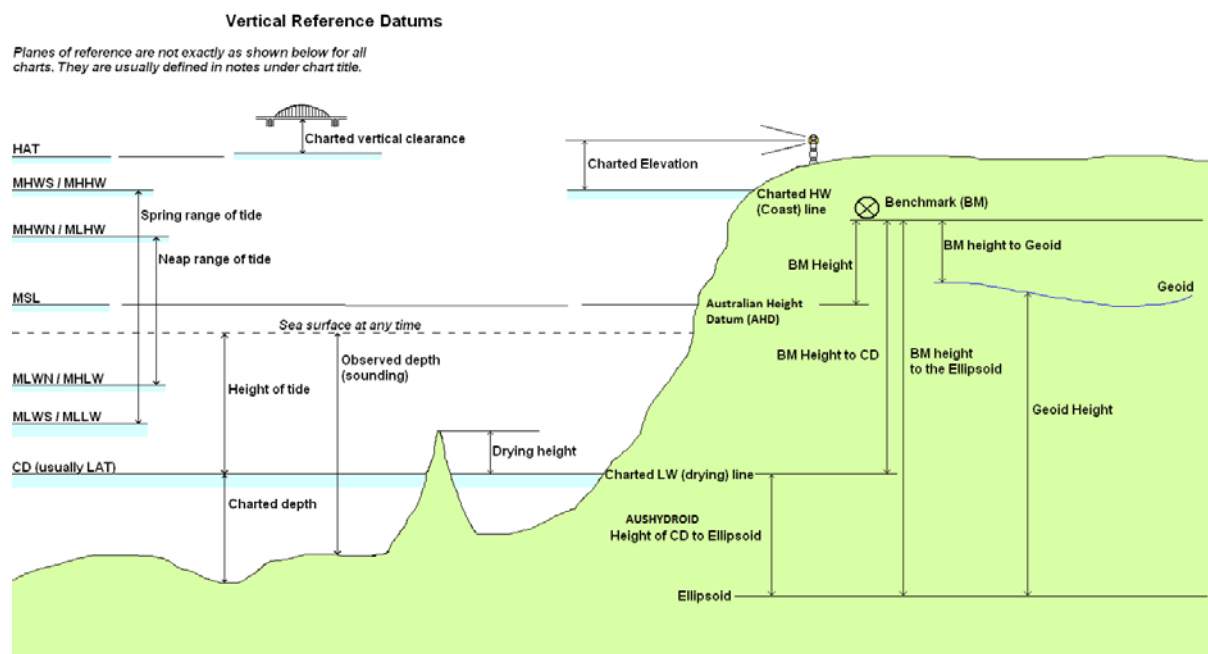 Vertical Reference Datums
Planes of reference are not exactly as shown below for all
charts. They are usually defined in notes under chart title.
Charted vertical clearance
HAT
Charted Elevation
MHWS / MHHW
Charted HW
(Coast) line
Benchmark (BM)
Spring range of tide
MHWN / MLHW
Neap range of tide
BM Height
BM height to Geoid
Geoid
MSL
Australian Height
Datum (AHD)
Sea surface at any time
Observed depth
(sounding)
BM Height to CD
BM height
to the Ellipsoid
MLWN / MHLW
Height of tide
Geoid Height
MLWS / MLLW
Drying height
CD (usually LAT)
Charted LW (drying) line
Charted depth
AUSHYDROID
Height of CD to Ellipsoid
Ellipsoid